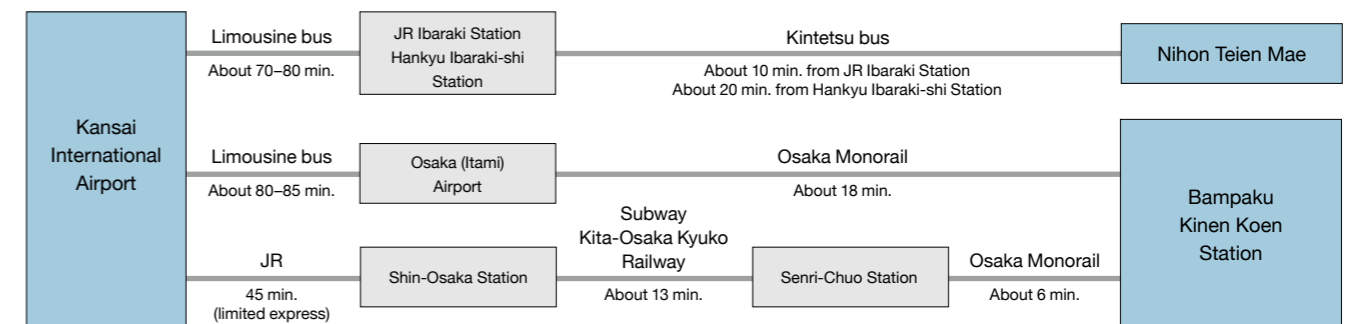 Kansai
International
Airport
Limousine bus
About 70–80 min.
JR Ibaraki Station
Hankyu Ibaraki-shi
Station
Kintetsu bus
About 10 min. from JR Ibaraki Station
About 20 min. from Hankyu Ibaraki-shi Station
Nihon Teien Mae
Limousine bus
About 80–85 min.
Osaka (Itami)
Airport
Osaka Monorail
About 18 min.
Bampaku
Kinen Koen
Station
JR
45 min.
(limited express)
Shin-Osaka Station
Subway
Kita-Osaka Kyuko
Railway
About 13 min.
Senri-Chuo Station
Osaka Monorail
About 6 min.